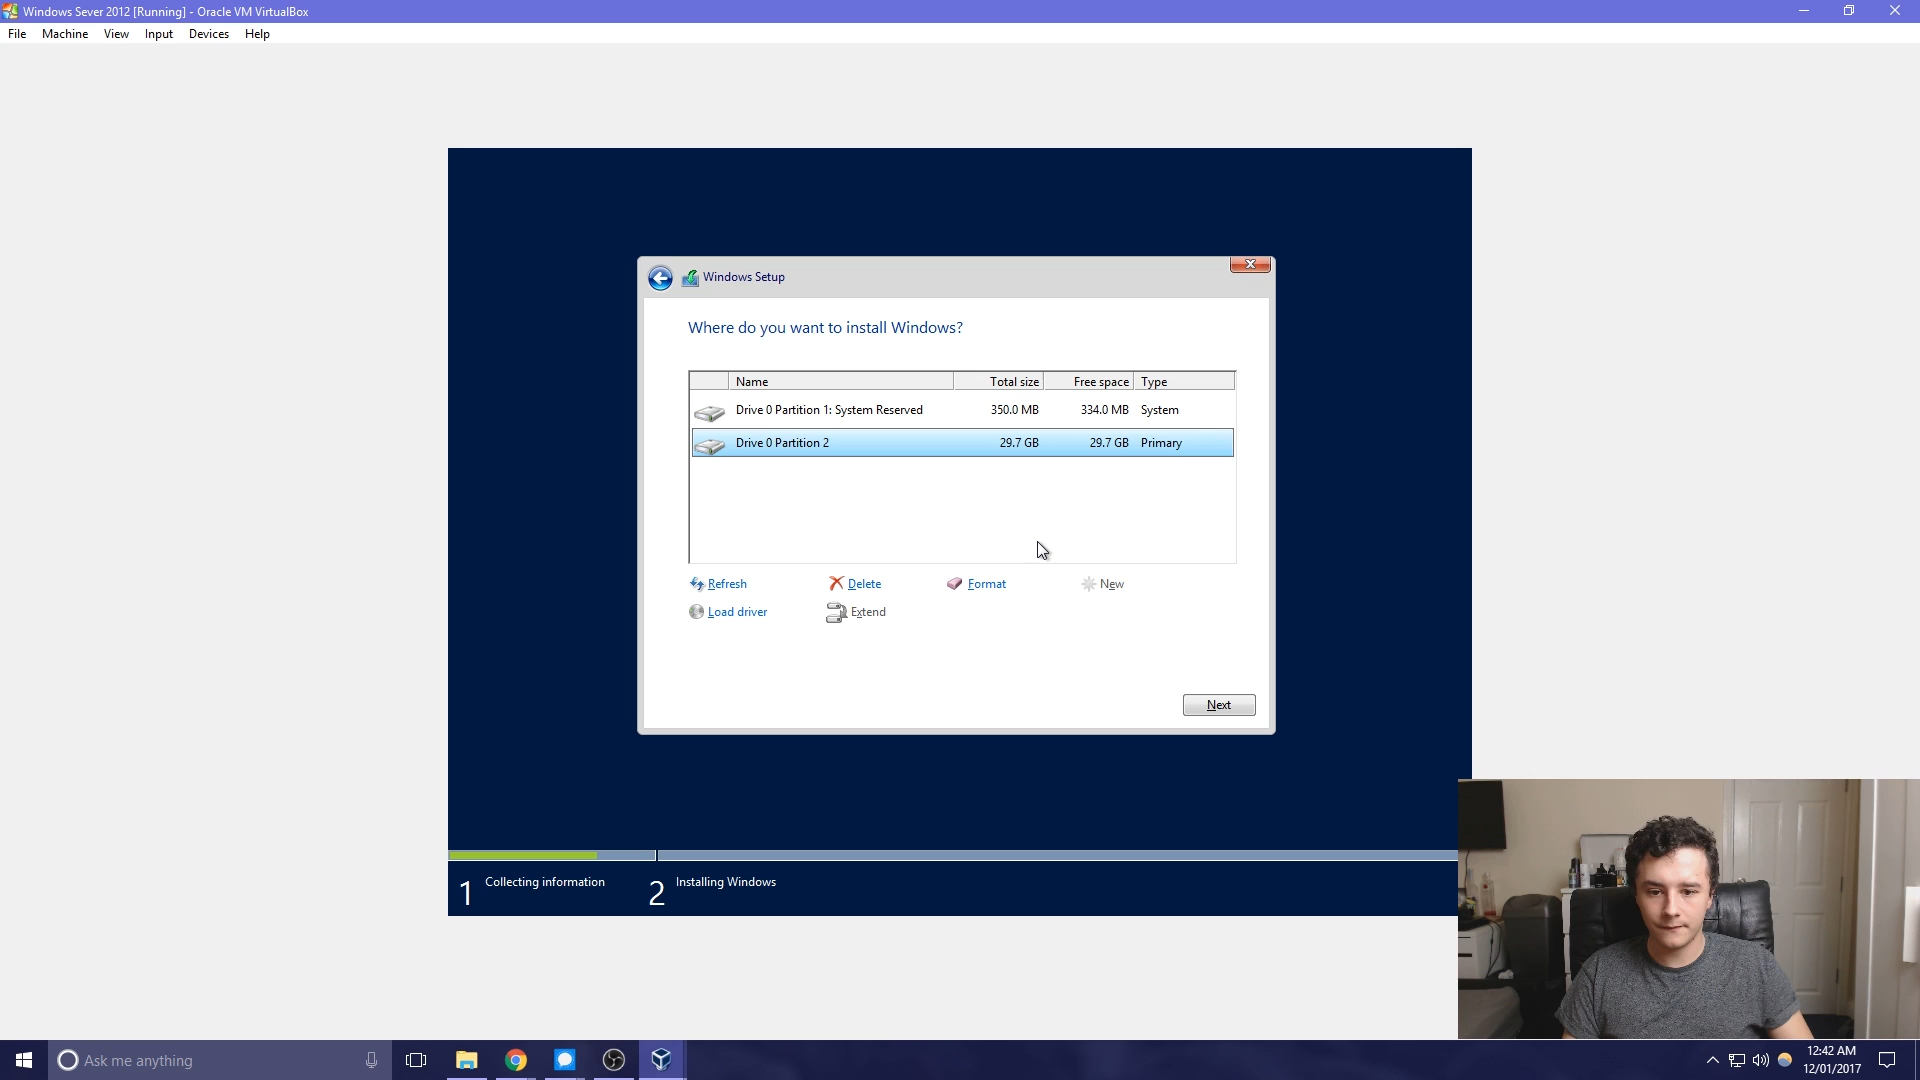 Windows Sever 2012 [Running] - Oracle VM VirtualBox
File Machine View Input Devices Help
Windows Setup
Where do you want to install Windows?
Name Total size Free space Type
Drive 0 Partition 1: System Reserved 350.0 MB 334.0 MB System
Drive 0 Partition 2 29.7 GB 29.7 GB Primary
Refresh Delete Format New
Load driver Extend
Next
1 Collecting information 2 Installing Windows
Ask me anything
12:42 AM
12/01/2017